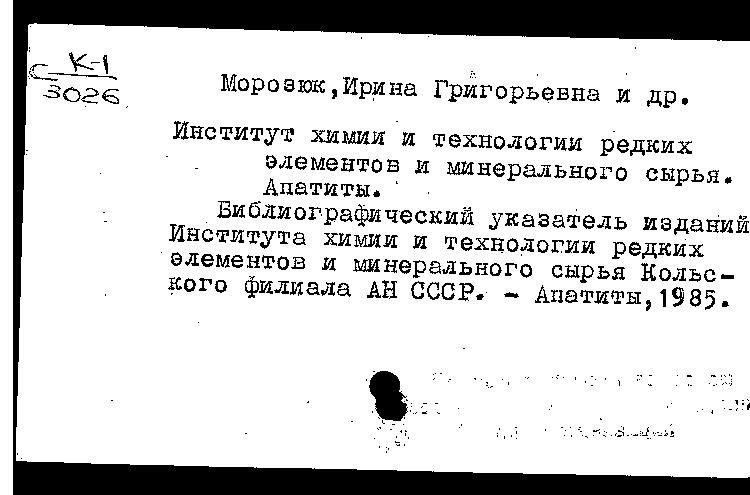 С K-1
3026
Морозюк,Ирина Григорьевна и др.
Институт химии и технологии редких
элементов и минерального сырья.
Апатиты.
Библиографический указатель изданий
Института химии и технологии редких
элементов и минерального сырья Кольс-
кого филиала АН СССР. - Апатиты,1985.